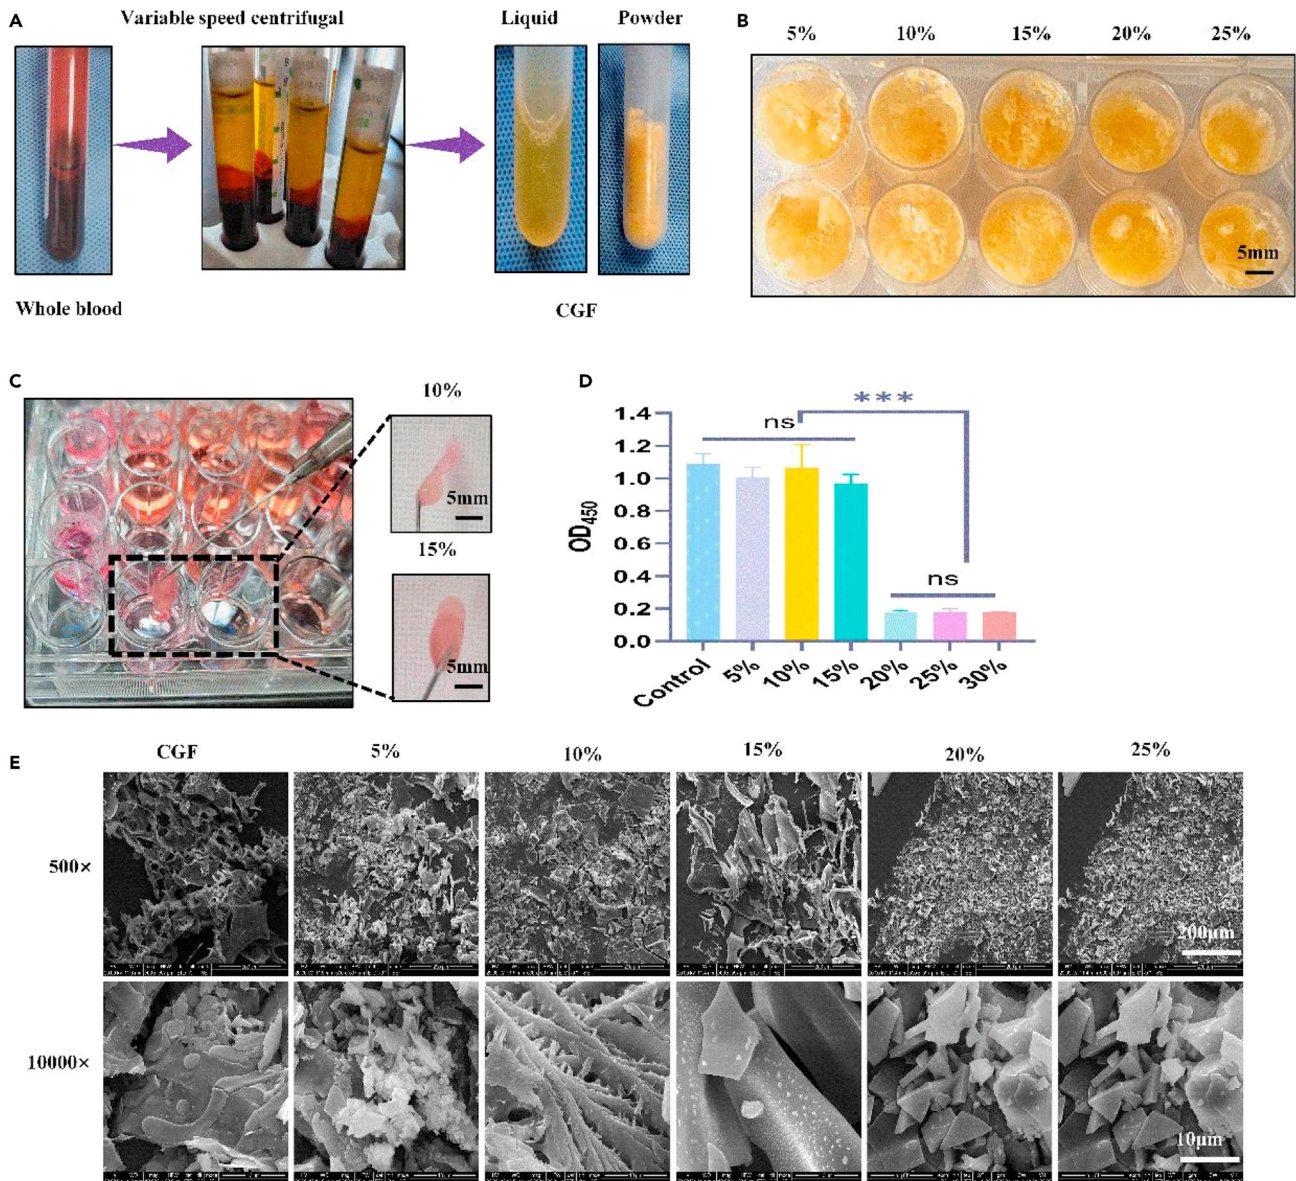 A
Variable speed centrifugal
Liquid
Powder
Whole blood
CGF
B
5% 10% 15% 20% 25%
5mm
C
10%
5mm
15%
5mm
D
***
ns
ns
OD450
1.4
1.2
1.0
0.8
0.6
0.4
0.2
0.0
Control 5% 10% 15% 20% 25% 30%
E
CGF 5% 10% 15% 20% 25%
500×
200μm
10000×
10μm